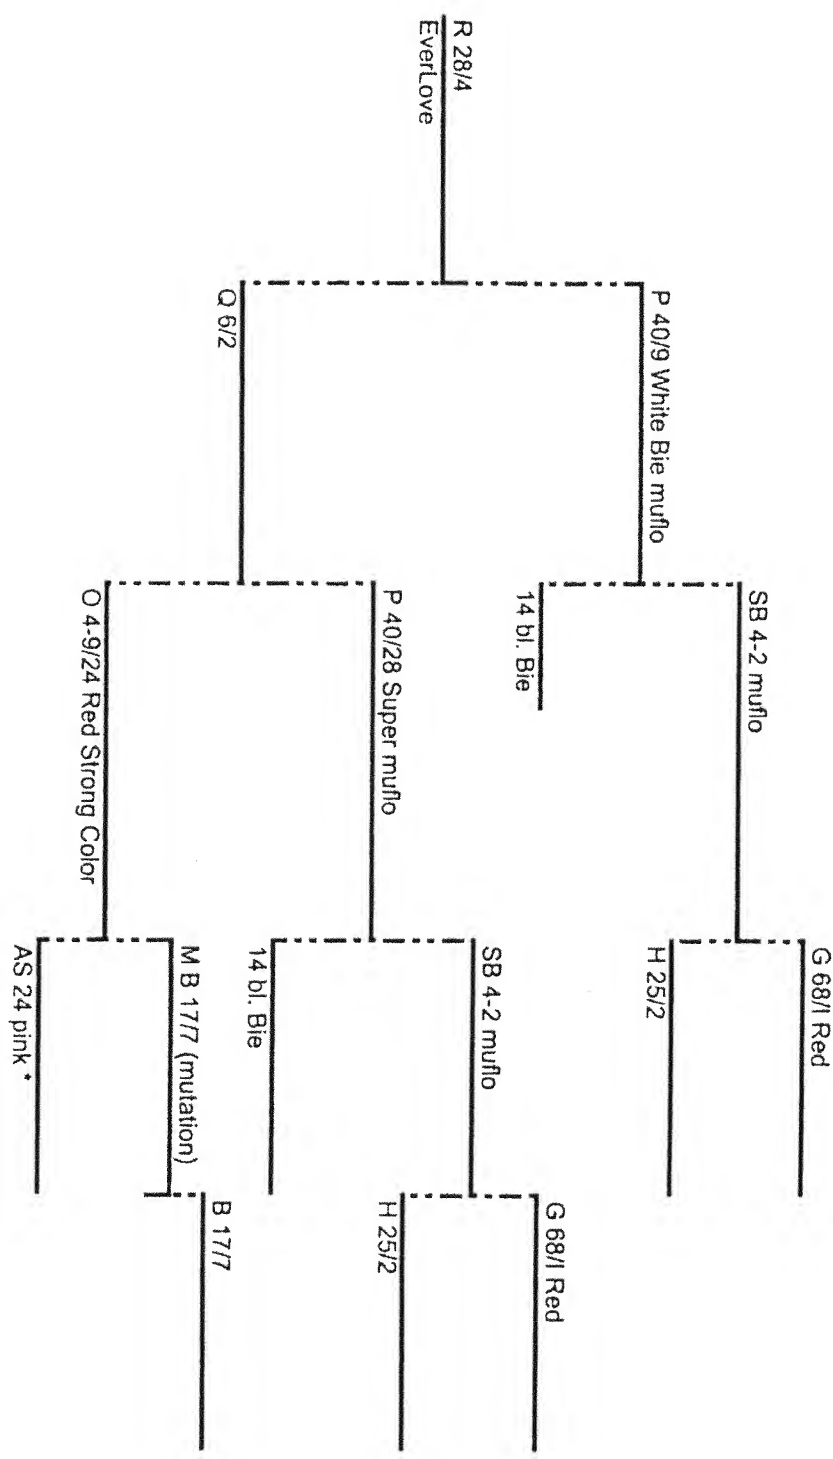 R 28/4
EverLove
P 40/9 White Bie muflo
Q 6/2
SB 4-2 muflo
14 bl. Bie
P 40/28 Super muflo
O 4-9/24 Red Strong Color
G 68/I Red
H 25/2
SB 4-2 muflo
14 bl. Bie
M B 17/7 (mutation)
AS 24 pink *
G 68/I Red
H 25/2
B 17/7